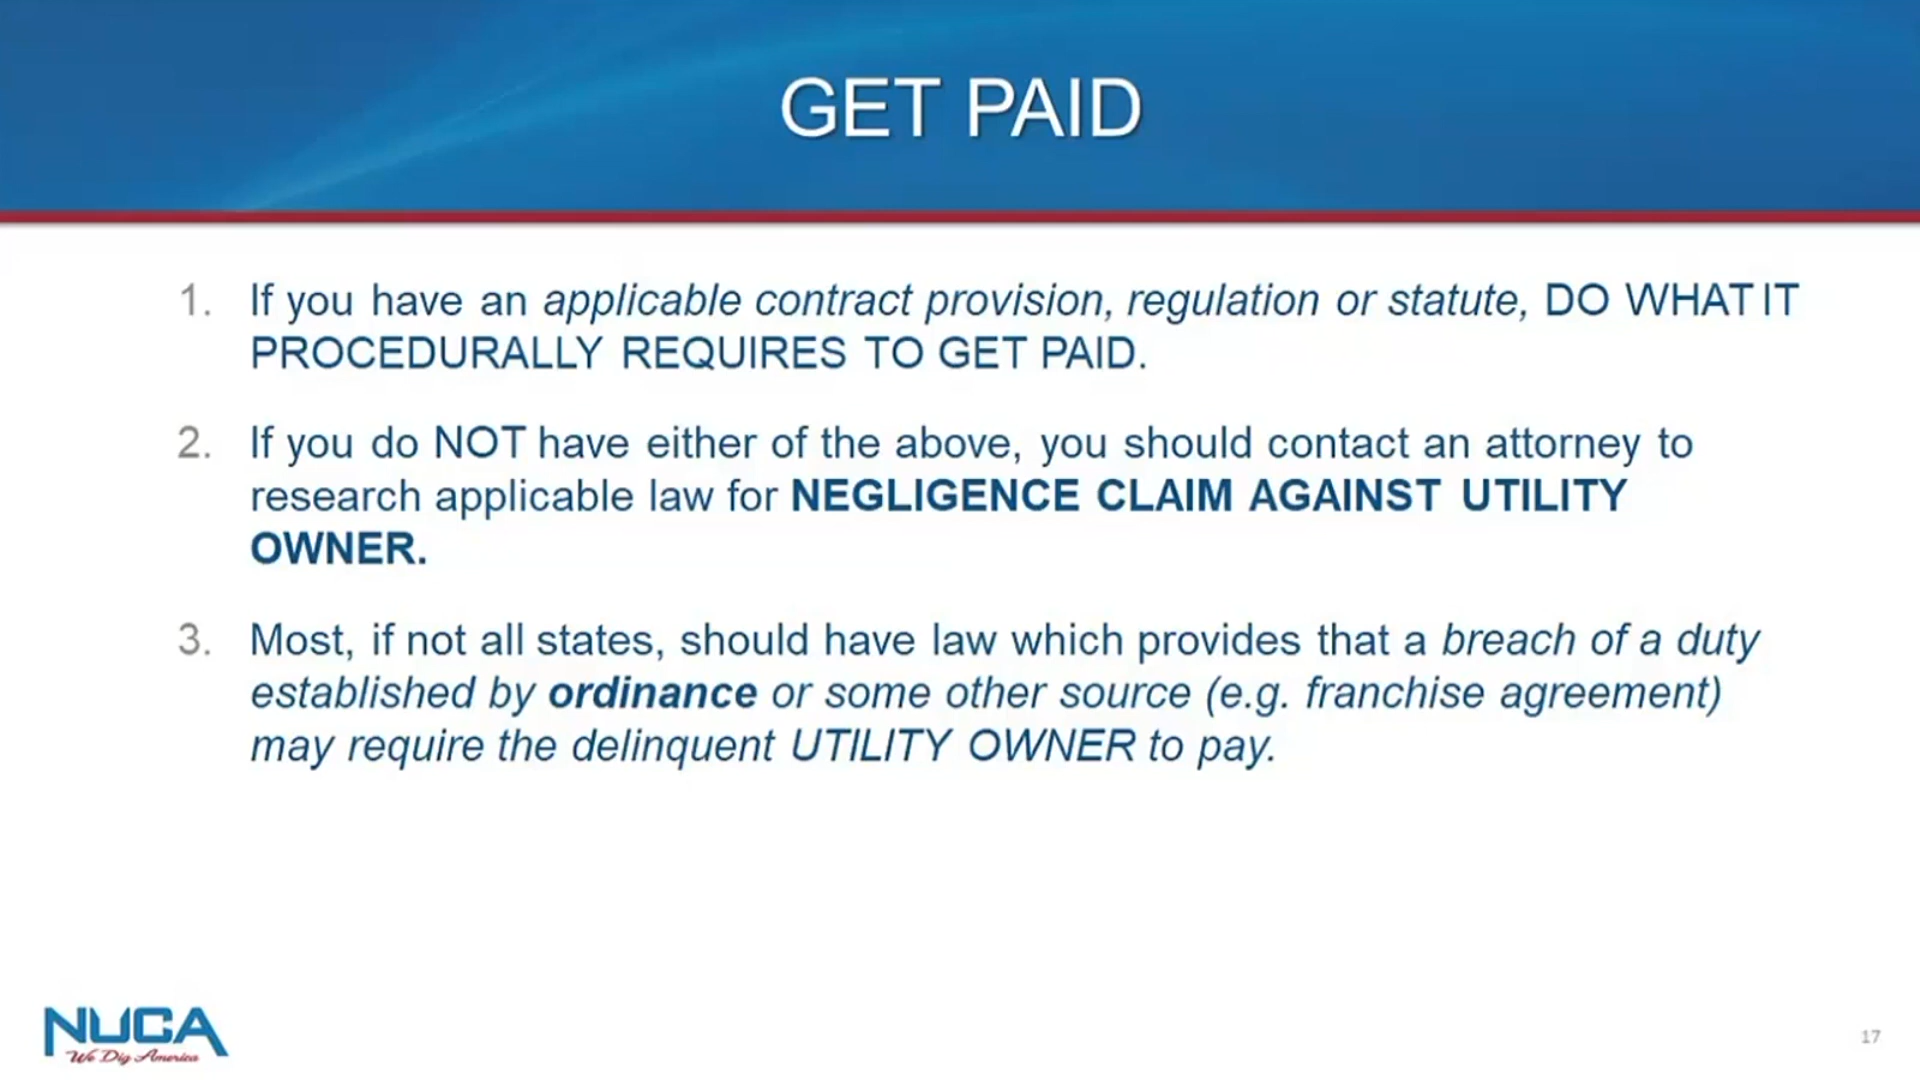 GET PAID
1. If you have an applicable contract provision, regulation or statute, DO WHAT IT
PROCEDURALLY REQUIRES TO GET PAID.
2. If you do NOT have either of the above, you should contact an attorney to
research applicable law for NEGLIGENCE CLAIM AGAINST UTILITY
OWNER.
3. Most, if not all states, should have law which provides that a breach of a duty
established by ordinance or some other source (e.g. franchise agreement)
may require the delinquent UTILITY OWNER to pay.
NUCA
We Dig America
17